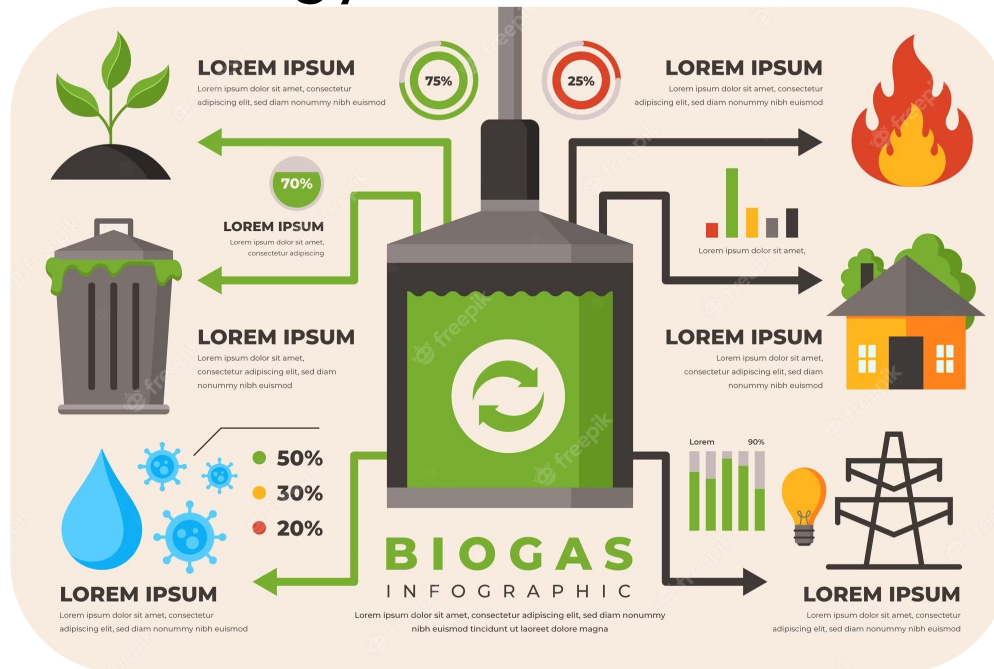 LOREM IPSUM
Lorem ipsum dolor sit amet, consectetur
adipiscing elit, sed diam nonummy nibh euismod
75%
25%
LOREM IPSUM
Lorem ipsum dolor sit amet, consectetur
adipiscing elit, sed diam nonummy nibh euismod
70%
LOREM IPSUM
Lorem ipsum dolor sit amet,
consectetur adipiscing
Lorem ipsum dolor sit amet,
LOREM IPSUM
Lorem ipsum dolor sit amet,
consectetur adipiscing elit, sed diam
nonummy nibh euismod
LOREM IPSUM
Lorem ipsum dolor sit amet,
consectetur adipiscing elit, sed diam
nonummy nibh euismod
50%
30%
20%
Lorem 90%
BIOGAS
INFOGRAPHIC
Lorem ipsum dolor sit amet, consectetur adipiscing elit, sed diam nonummy
nibh euismod tincidunt ut laoreet dolore magna
LOREM IPSUM
Lorem ipsum dolor sit amet, consectetur
adipiscing elit, sed diam nonummy nibh euismod
LOREM IPSUM
Lorem ipsum dolor sit amet, consectetur
adipiscing elit, sed diam nonummy nibh euismod
freepik
freepik
freepik
freepik